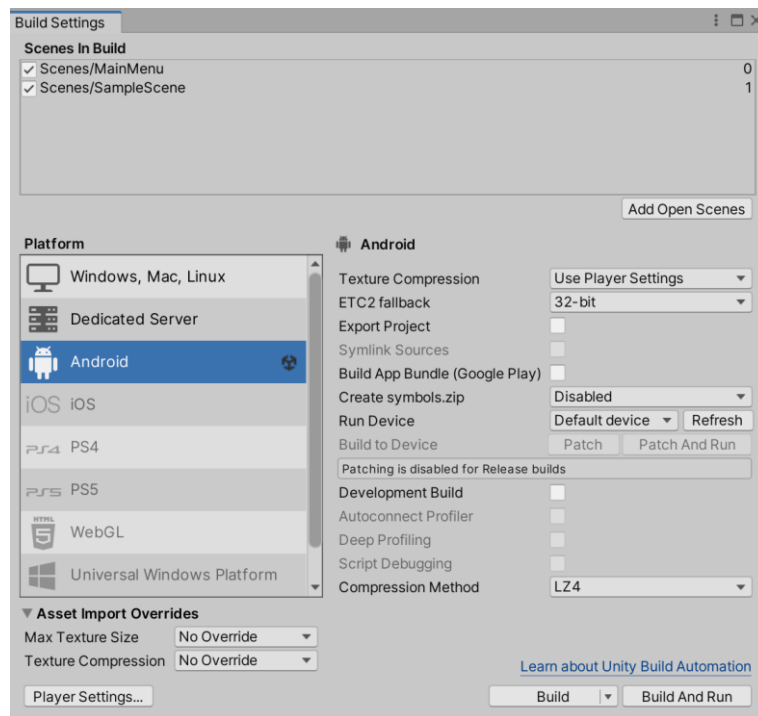 Build Settings
Scenes In Build
Scenes/MainMenu 0
Scenes/SampleScene 1
Add Open Scenes
Platform
Windows, Mac, Linux
Dedicated Server
Android
iOS iOS
PS4 PS4
PS5 PS5
HTML 5 WebGL
Universal Windows Platform
Android
Texture Compression Use Player Settings
ETC2 fallback 32-bit
Export Project
Symlink Sources
Build App Bundle (Google Play)
Create symbols.zip Disabled
Run Device Default device Refresh
Build to Device Patch Patch And Run
Patching is disabled for Release builds
Development Build
Autoconnect Profiler
Deep Profiling
Script Debugging
Compression Method LZ4
Asset Import Overrides
Max Texture Size No Override
Texture Compression No Override
Learn about Unity Build Automation
Player Settings... Build Build And Run